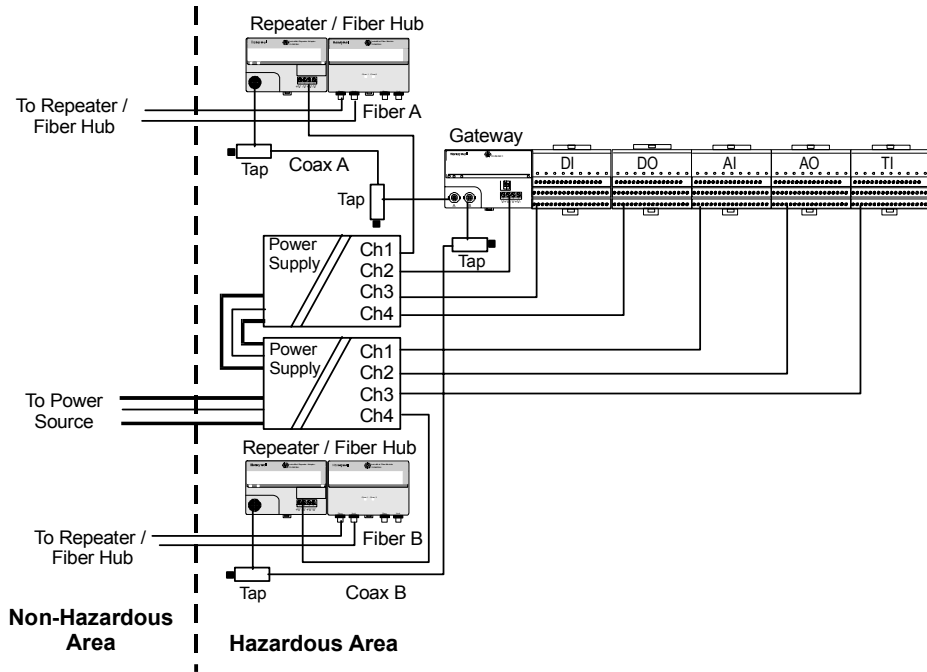 Repeater / Fiber Hub
To Repeater /
Fiber Hub
Fiber A
Tap
Coax A
Tap
Gateway
DI
DO
AI
AO
TI
Tap
Power
Supply
Ch1
Ch2
Ch3
Ch4
Power
Supply
Ch1
Ch2
Ch3
Ch4
To Power
Source
Repeater / Fiber Hub
Honeywell
Honeywell
To Repeater /
Fiber Hub
Fiber B
Tap
Coax B
Non-Hazardous
Area
Hazardous Area